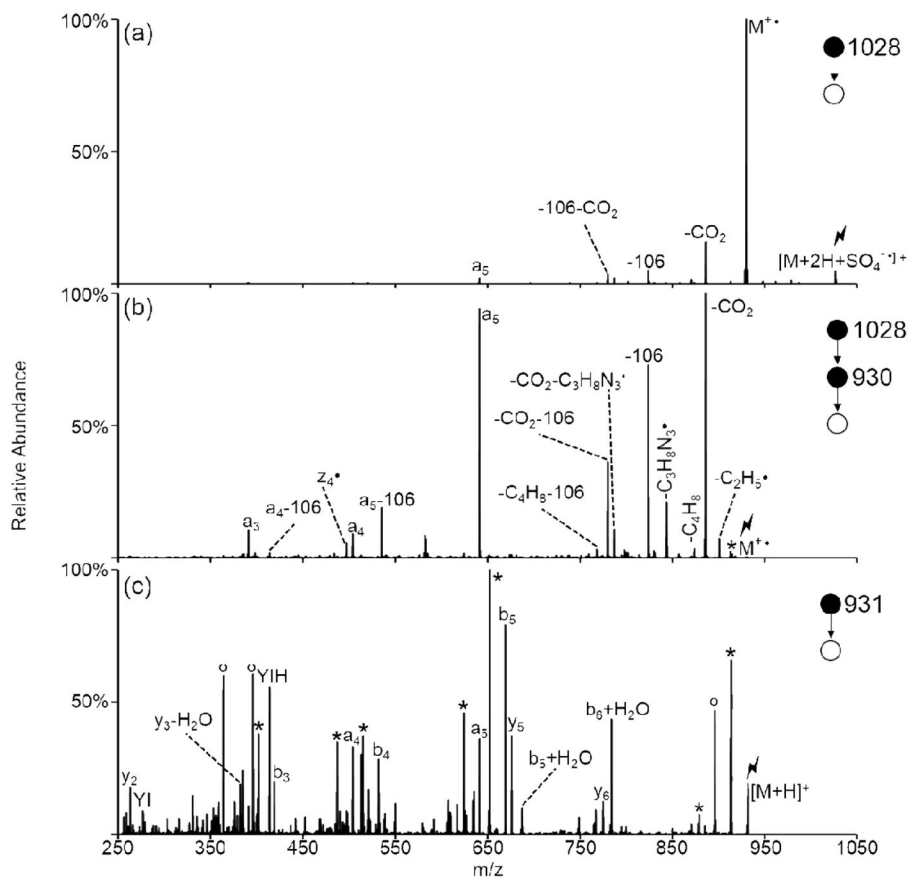 100%
(a)
M+•
1028
50%
-106-CO2
-CO2
a5
-106
[M+2H+SO4-•]+
100%
(b)
-CO2
a5
1028
-106
-CO2-C3H8N3•
930
50%
-CO2-106
z4•
C3H8N3•
a4-106
a5-106
-C4H8-106
C4H8
-C2H5•
a3
a4
* M+•
100%
(c)
*
931
b5
*
o
o YIH
50%
y3-H2O
*
* a4 *
*
a5
y5
b6+H2O
o
b4
b5+H2O
y2
YI
b3
y6
*
[M+H]+
250
350
450
550
650
750
850
950
1050
m/z
Relative Abundance